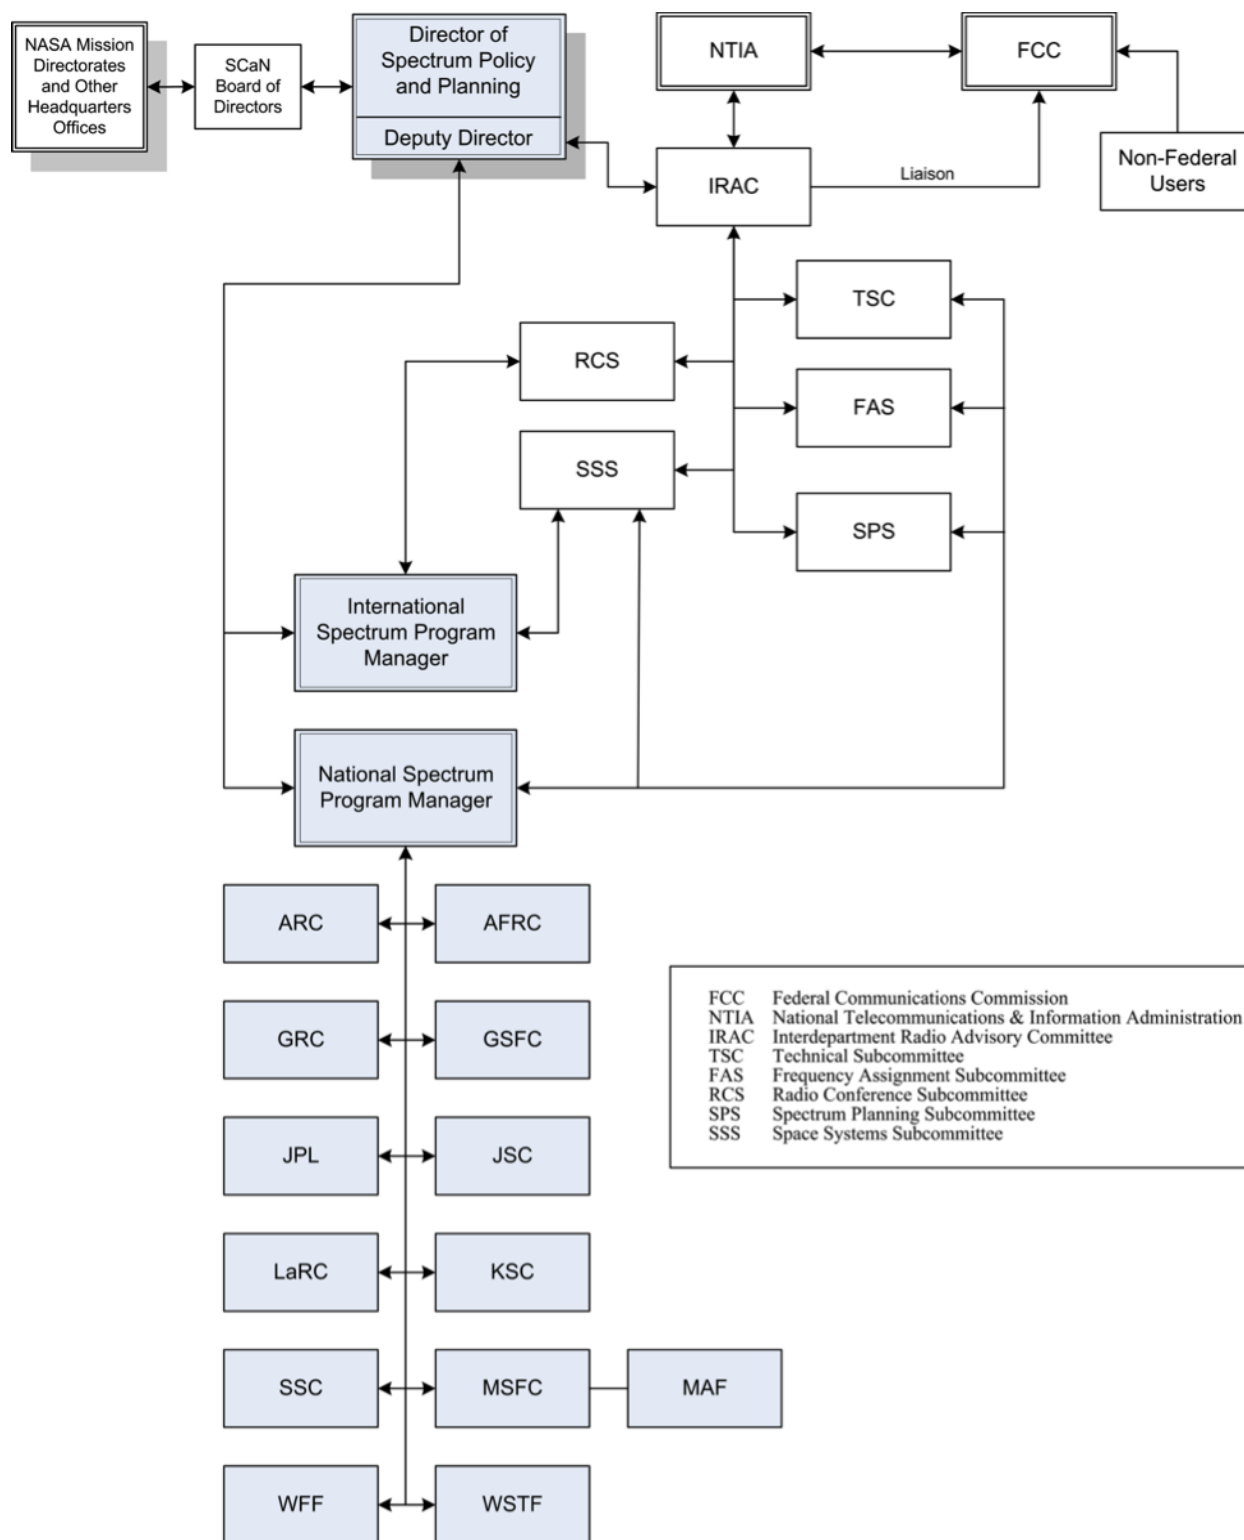 NASA Mission
Directorates
and Other
Headquarters
Offices
SCaN
Board of
Directors
Director of
Spectrum Policy
and Planning
Deputy Director
NTIA
FCC
IRAC
Liaison
Non-Federal
Users
TSC
RCS
FAS
SSS
SPS
International
Spectrum Program
Manager
National Spectrum
Program Manager
ARC
AFRC
GRC
GSFC
JPL
JSC
LaRC
KSC
SSC
MSFC
MAF
WFF
WSTF
FCC Federal Communications Commission
NTIA National Telecommunications & Information Administration
IRAC Interdepartment Radio Advisory Committee
TSC Technical Subcommittee
FAS Frequency Assignment Subcommittee
RCS Radio Conference Subcommittee
SPS Spectrum Planning Subcommittee
SSS Space Systems Subcommittee